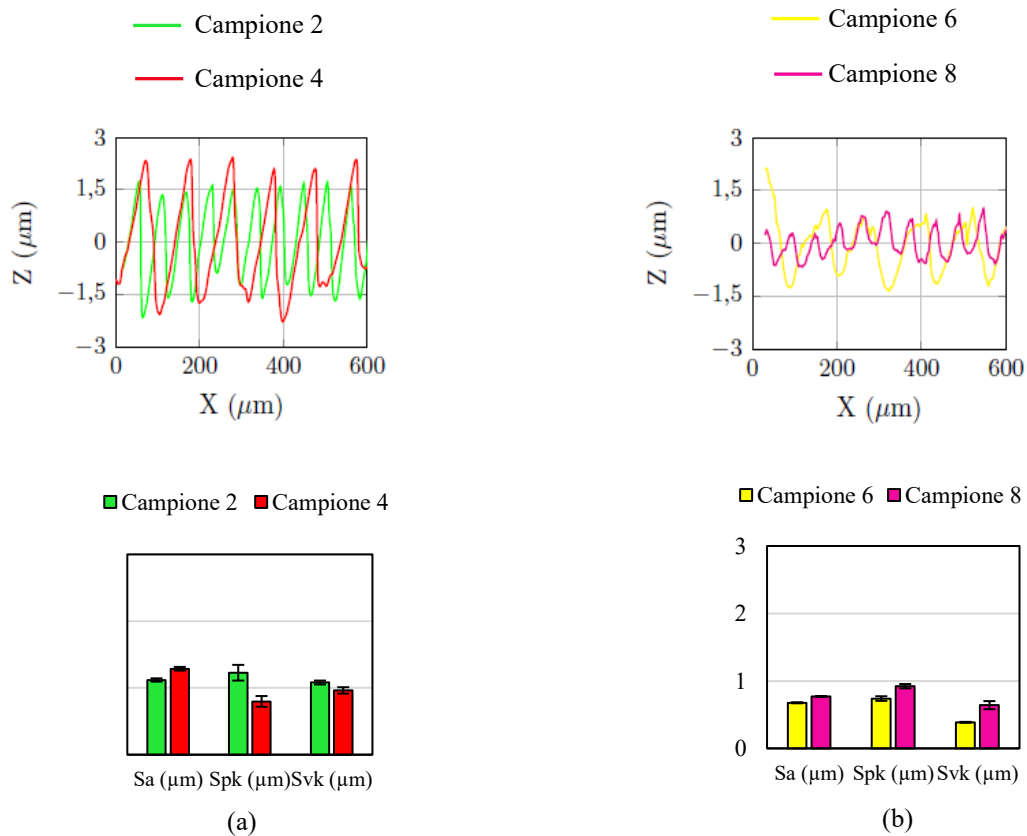 Campione 2
Campione 4
3
1,5
0
−1,5
−3
Z (μm)
0
200
400
600
X (μm)
Campione 2 Campione 4
Sa (μm) Spk (μm) Svk (μm)
(a)
Campione 6
Campione 8
3
1,5
0
−1,5
−3
Z (μm)
0
200
400
600
X (μm)
Campione 6 Campione 8
3
2
1
0
Sa (μm) Spk (μm) Svk (μm)
(b)